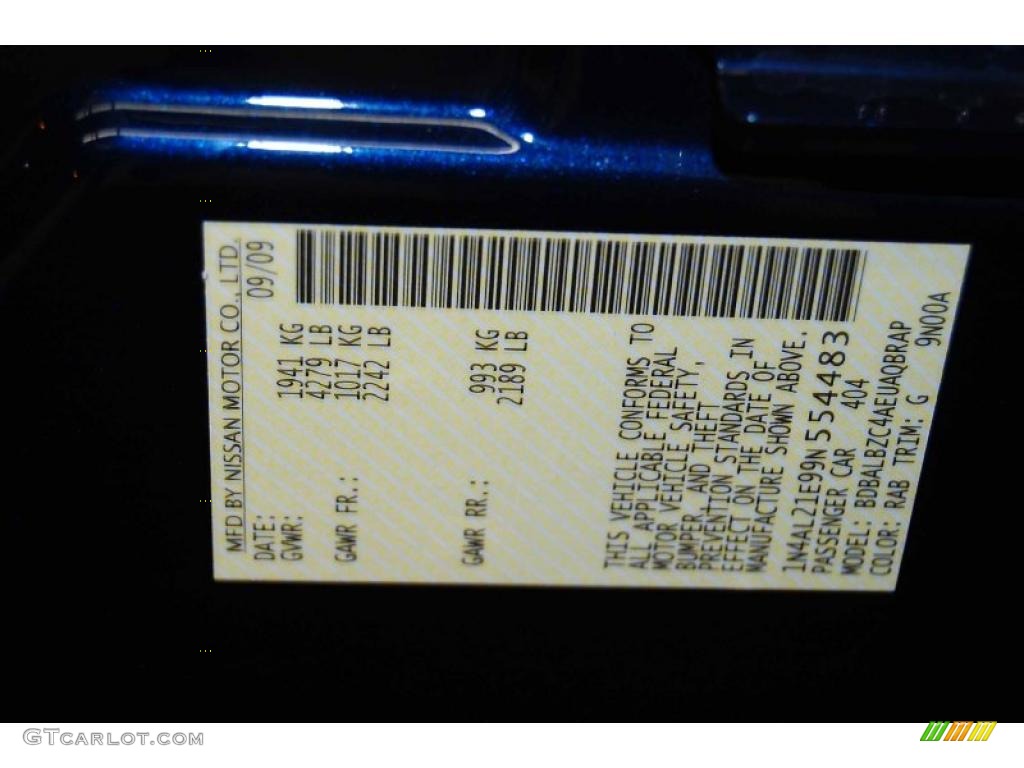 MFD BY NISSAN MOTOR CO., LTD.
DATE: 09/09
GVWR: 1941 KG
4279 LB
GAWR FR.: 1017 KG
2242 LB
GAWR RR.: 993 KG
2189 LB
THIS VEHICLE CONFORMS TO
ALL APPLICABLE FEDERAL
MOTOR VEHICLE SAFETY,
BUMPER, AND THEFT
PREVENTION STANDARDS IN
EFFECT ON THE DATE OF
MANUFACTURE SHOWN ABOVE.
1N4AL21E99N554483
PASSENGER CAR 404
MODEL: BDBALBZC4AEUAQBRAP
COLOR: RAB TRIM: G 9N00A
GTCARLOT.COM